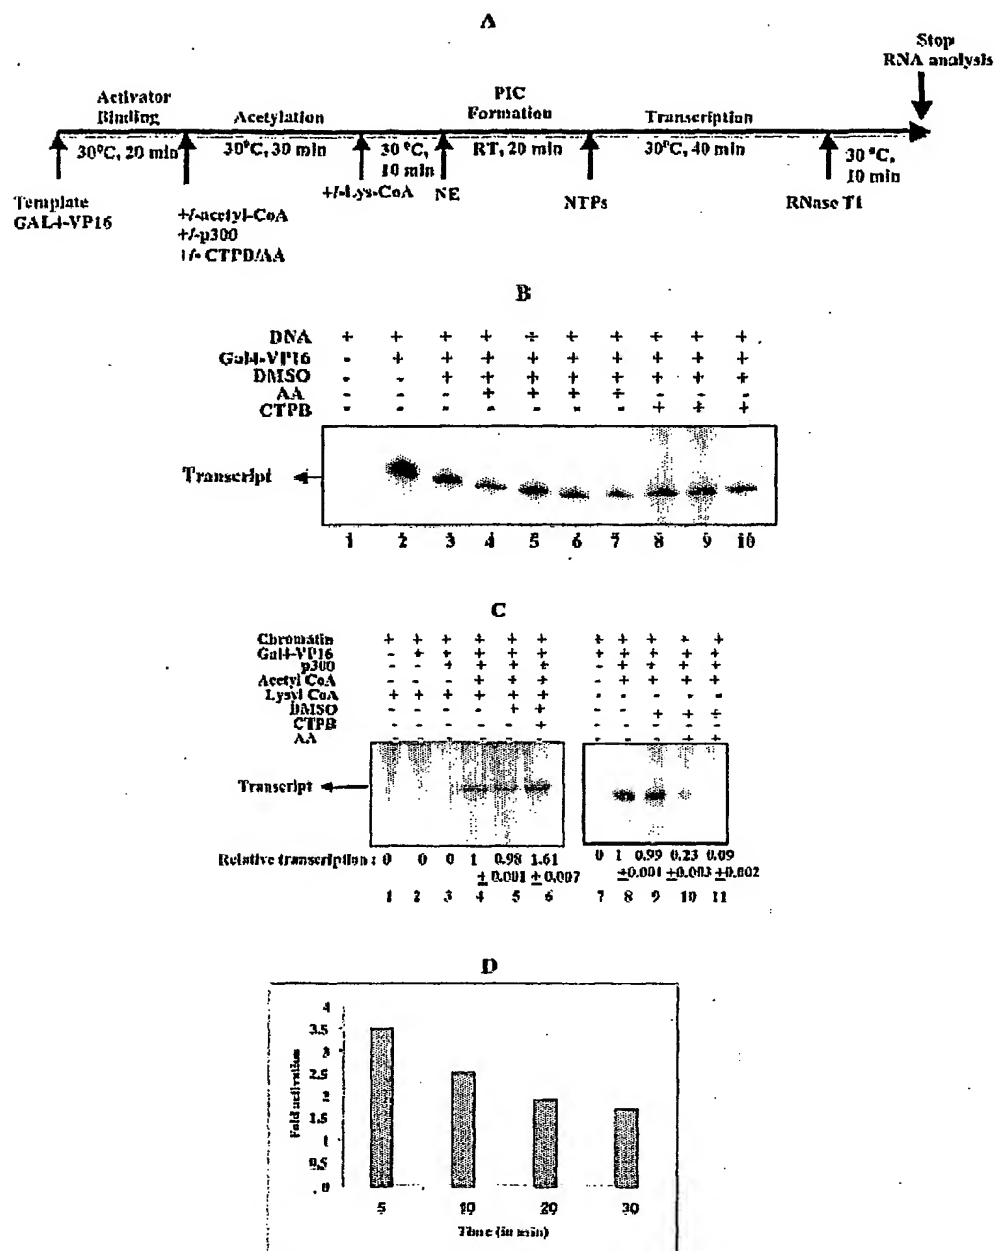 A
Stop
RNA analysis
Activator
Binding
Acetylation
PIC
Formation
Transcription
30°C, 20 min
30°C, 30 min
30 °C,
10 min
RT, 20 min
30°C, 40 min
30 °C,
10 min
Template
GAL4-VP16
+/-acetyl-CoA
+/-p300
+/- CTPB/AA
+/-Lys-CoA
NE
NTPs
RNase T1
B
DNA + + + + + + + + + +
Gal4-VP16 - + + + + + + + + +
DMSO - - + + + + + + + +
AA - - - + + + + - - -
CTPB - - - - - - - + + +
Transcript
1 2 3 4 5 6 7 8 9 10
C
Chromatin + + + + + + + + + + +
Gal4-VP16 - + + + + + + + + + +
p300 - - + + + + - + + + +
Acetyl CoA - - - + + + - + + + +
Lysyl CoA + + + + + + - - - - -
DMSO - - - - + + - - + + +
CTPB - - - - - + - - - - -
AA - - - - - - - - - + +
Transcript
Relative transcription : 0 0 0 1 0.98 1.61 0 1 0.99 0.23 0.09
± 0.001 ± 0.007 ±0.001 ±0.003 ±0.002
1 2 3 4 5 6 7 8 9 10 11
D
4
3.5
3
2.5
2
1.5
1
0.5
0
Fold activation
5 10 20 30
Time (in min)